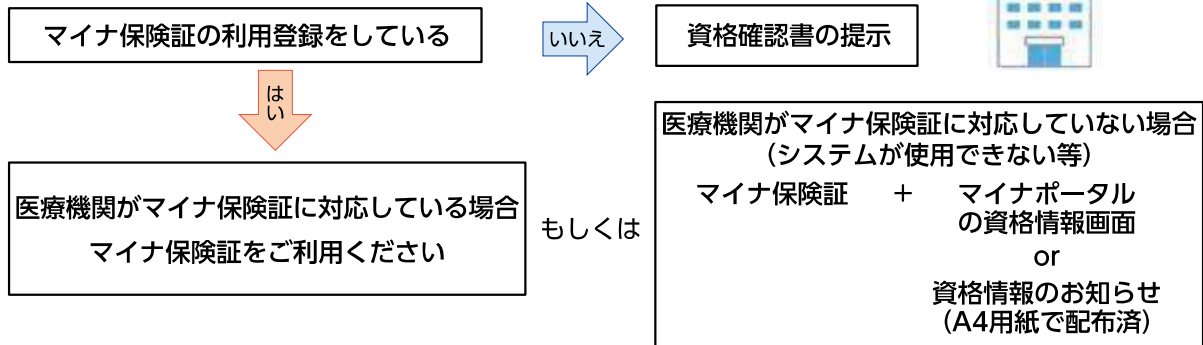 マイナ保険証の利用登録をしている
いいえ
資格確認書の提示
はい
医療機関がマイナ保険証に対応している場合
マイナ保険証をご利用ください
もしくは
医療機関がマイナ保険証に対応していない場合
（システムが使用できない等）
マイナ保険証 + マイナポータル
の資格情報画面
or
資格情報のお知らせ
（A4用紙で配布済）